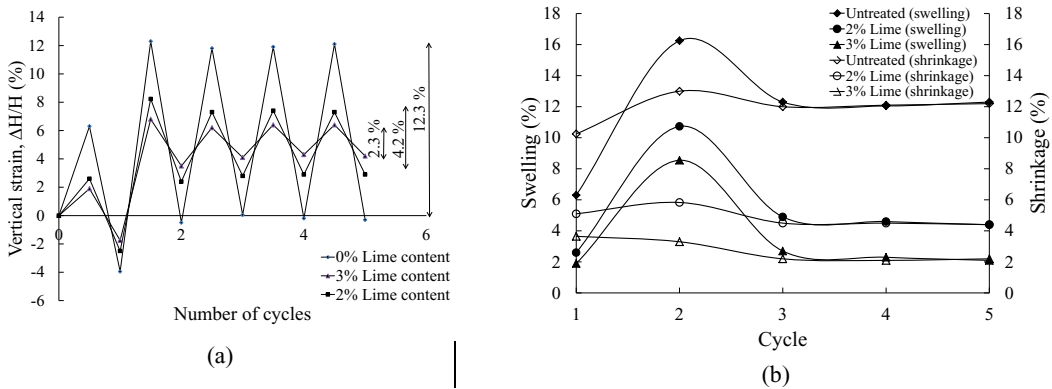 14
12
10
8
6
4
2
0
-2
-4
-6
0
2
4
6
Vertical strain, ΔH/H (%)
Number of cycles
2.3 %
4.2 %
12.3 %
0% Lime content
3% Lime content
2% Lime content
(a)
18
16
14
12
10
8
6
4
2
0
Swelling (%)
Untreated (swelling)
2% Lime (swelling)
3% Lime (swelling)
Untreated (shrinkage)
2% Lime (shrinkage)
3% Lime (shrinkage)
18
16
14
12
10
8
6
4
2
0
Shrinkage (%)
1
2
3
4
5
Cycle
(b)